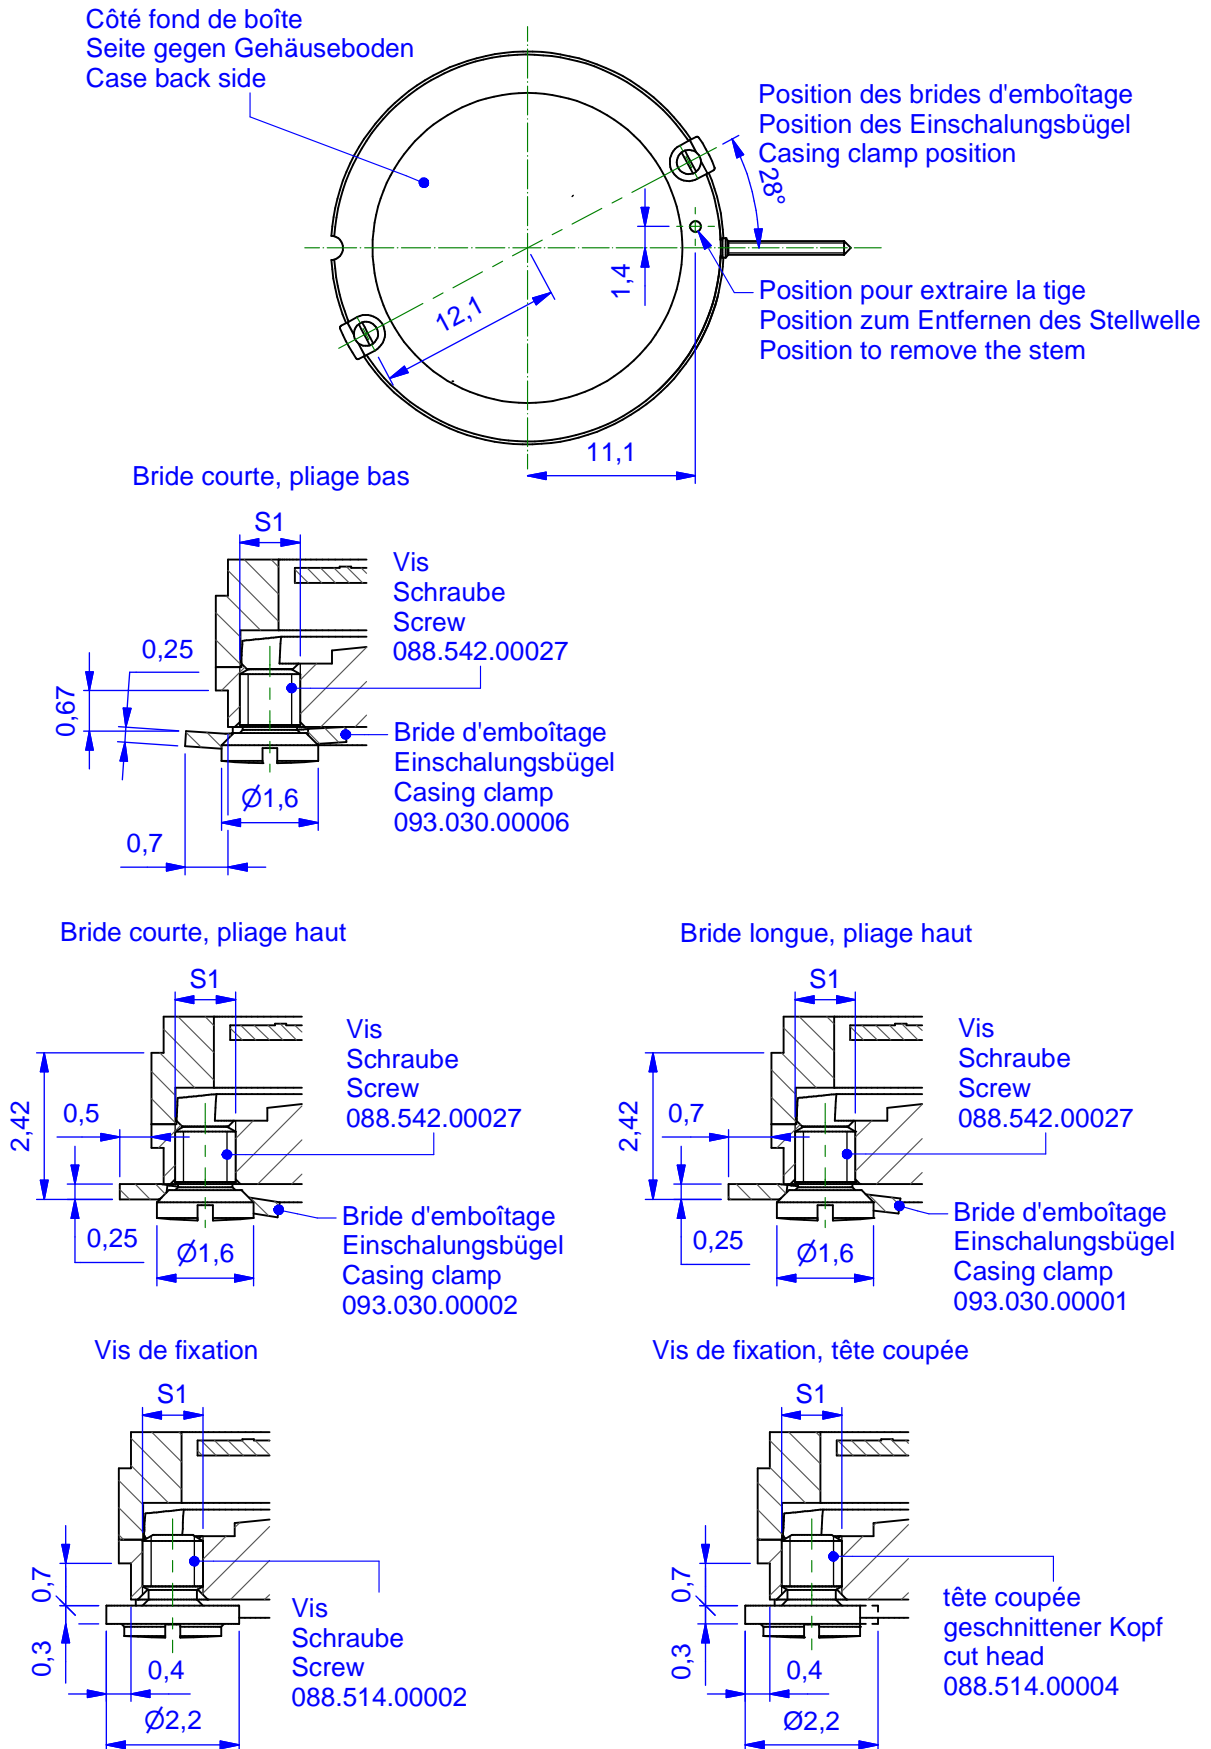 Côté fond de boîte
Seite gegen Gehäuseboden
Case back side
Position des brides d'emboîtage
Position des Einschalungsbügel
Casing clamp position
28°
1,4
12,1
Position pour extraire la tige
Position zum Entfernen des Stellwelle
Position to remove the stem
11,1
Bride courte, pliage bas
S1
Vis
Schraube
Screw
088.542.00027
0,25
0,67
Bride d'emboîtage
Einschalungsbügel
Casing clamp
093.030.00006
Ø1,6
0,7
Bride courte, pliage haut
S1
Vis
Schraube
Screw
088.542.00027
2,42
0,5
0,25
Ø1,6
Bride d'emboîtage
Einschalungsbügel
Casing clamp
093.030.00002
Bride longue, pliage haut
S1
Vis
Schraube
Screw
088.542.00027
2,42
0,7
0,25
Ø1,6
Bride d'emboîtage
Einschalungsbügel
Casing clamp
093.030.00001
Vis de fixation
S1
0,7
0,3
0,4
Ø2,2
Vis
Schraube
Screw
088.514.00002
Vis de fixation, tête coupée
S1
0,7
0,3
0,4
Ø2,2
tête coupée
geschnittener Kopf
cut head
088.514.00004